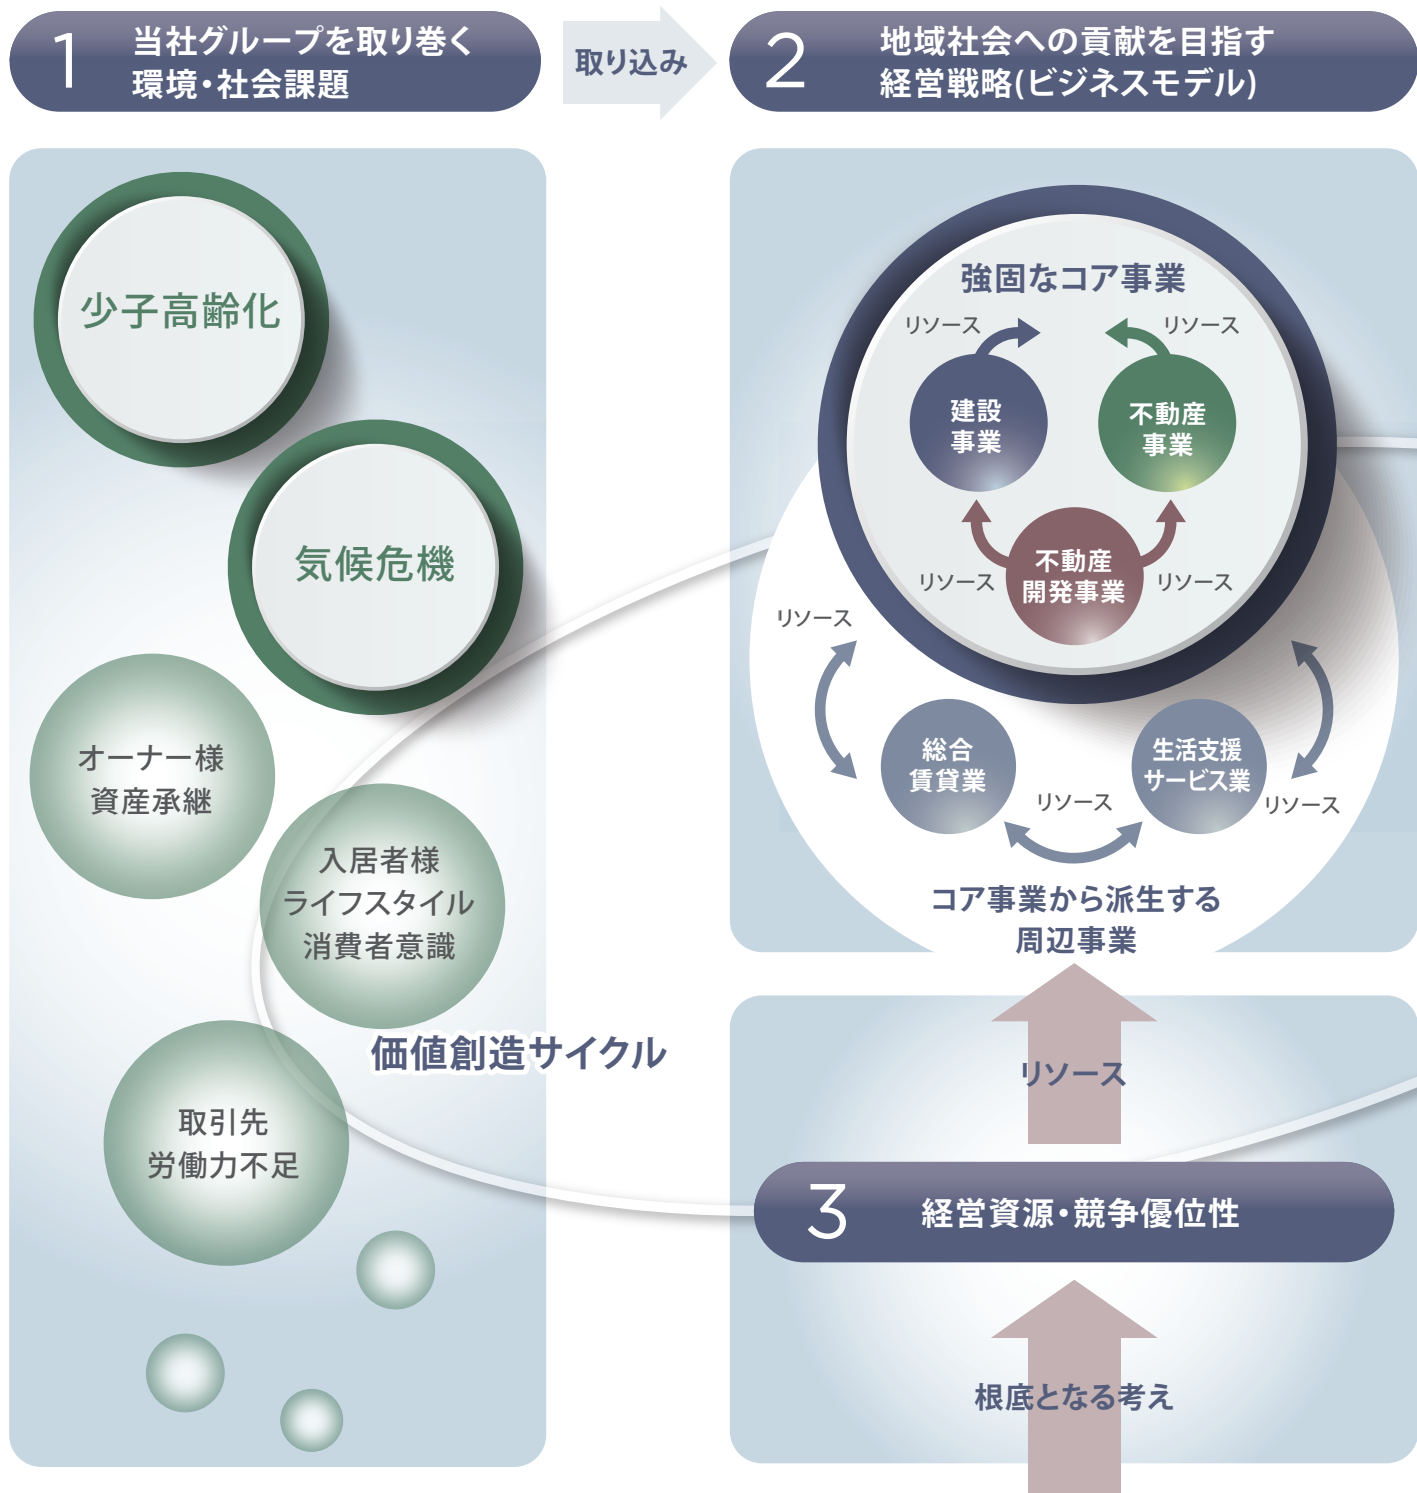 1
当社グループを取り巻く
環境・社会課題
取り込み
2
地域社会への貢献を目指す
経営戦略(ビジネスモデル)
少子高齢化
気候危機
オーナー様
資産承継
入居者様
ライフスタイル
消費者意識
取引先
労働力不足
価値創造サイクル
強固なコア事業
リソース
リソース
建設
事業
不動産
事業
不動産
開発事業
リソース
リソース
リソース
総合
賃貸業
生活支援
サービス業
リソース
リソース
コア事業から派生する
周辺事業
リソース
3
経営資源・競争優位性
根底となる考え